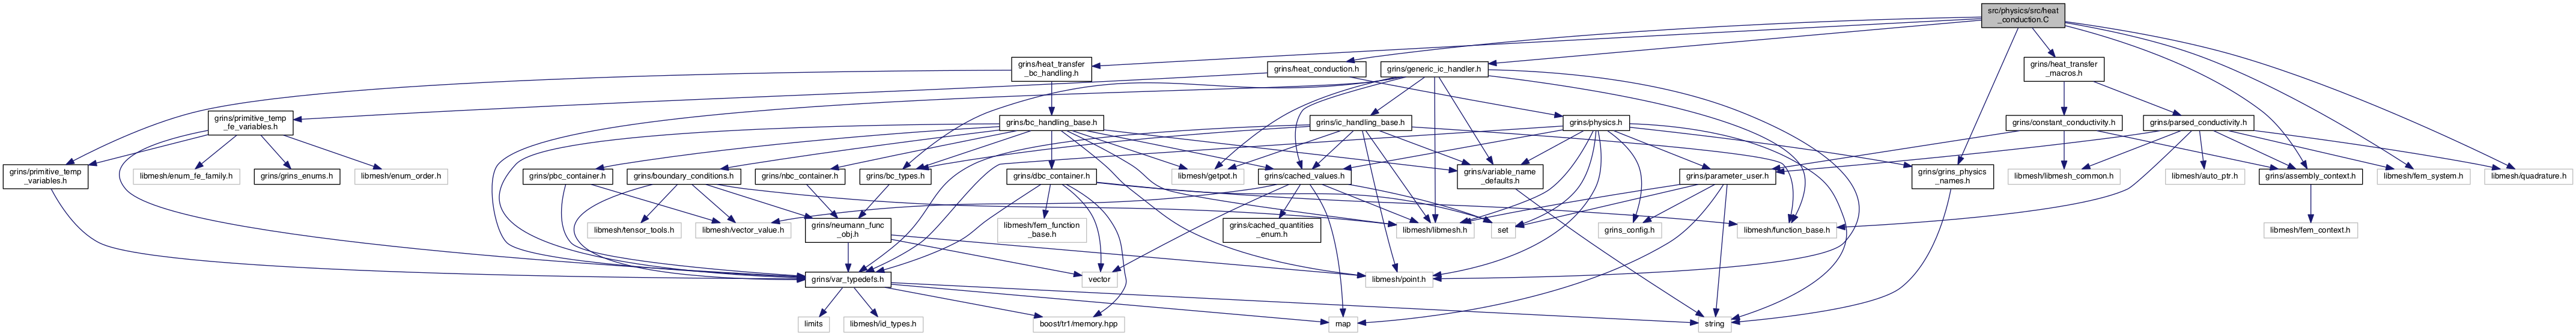 src/physics/src/heat
_conduction.C
grins/heat_transfer
_bc_handling.h
grins/heat_conduction.h
grins/generic_ic_handler.h
grins/heat_transfer
_macros.h
grins/primitive_temp
_fe_variables.h
grins/bc_handling_base.h
grins/ic_handling_base.h
grins/physics.h
grins/constant_conductivity.h
grins/parsed_conductivity.h
grins/primitive_temp
_variables.h
libmesh/enum_fe_family.h
grins/grins_enums.h
libmesh/enum_order.h
grins/pbc_container.h
grins/boundary_conditions.h
grins/nbc_container.h
grins/bc_types.h
grins/dbc_container.h
libmesh/getpot.h
grins/cached_values.h
grins/variable_name
_defaults.h
grins/parameter_user.h
grins/grins_physics
_names.h
libmesh/libmesh_common.h
libmesh/auto_ptr.h
grins/assembly_context.h
libmesh/fem_system.h
libmesh/quadrature.h
libmesh/tensor_tools.h
libmesh/vector_value.h
grins/neumann_func
_obj.h
libmesh/fem_function
_base.h
grins/cached_quantities
_enum.h
libmesh/libmesh.h
set
grins_config.h
libmesh/function_base.h
libmesh/fem_context.h
grins/var_typedefs.h
vector
libmesh/point.h
limits
libmesh/id_types.h
boost/tr1/memory.hpp
map
string